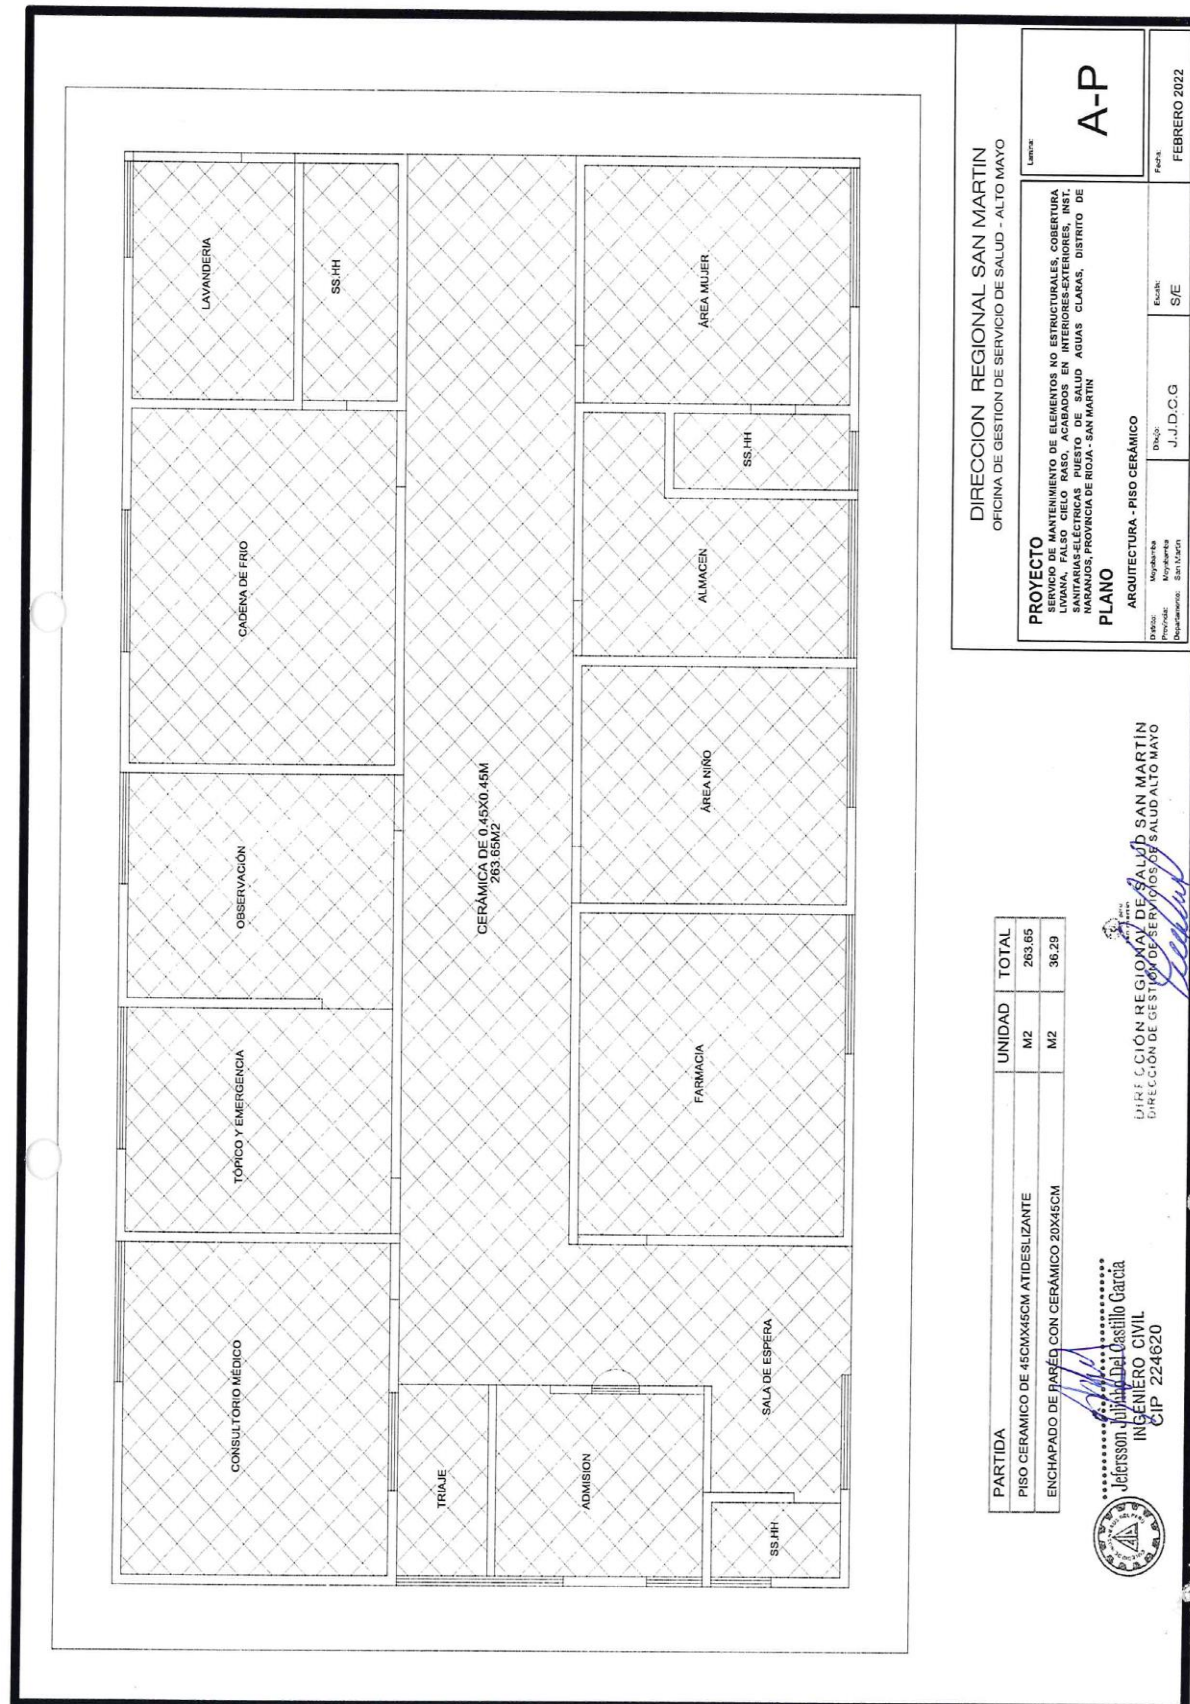 LAVANDERIA
SS.HH
CADENA DE FRIO
OBSERVACIÓN
TÓPICO Y EMERGENCIA
CONSULTORIO MÉDICO
CERÁMICA DE 0.45X0.45M
263.65M2
ÁREA MUJER
SS.HH
ALMACEN
ÁREA NIÑO
FARMACIA
SALA DE ESPERA
TRIAJE
ADMISION
SS.HH
PARTIDA UNIDAD TOTAL
PISO CERAMICO DE 45CMX45CM ATIDESLIZANTE M2 263.65
ENCHAPADO DE PARED CON CERÁMICO 20X45CM M2 36.29
Jefersson Julinho Del Castillo Garcia
INGENIERO CIVIL
CIP 224620
DIRECCIÓN REGIONAL DE SALUD SAN MARTÍN
DIRECCIÓN DE GESTIÓN DE SERVICIOS DE SALUD ALTO MAYO
DIRECCION REGIONAL SAN MARTIN
OFICINA DE GESTION DE SERVICIO DE SALUD - ALTO MAYO
PROYECTO
SERVICIO DE MANTENIMIENTO DE ELEMENTOS NO ESTRUCTURALES, COBERTURA
LIVIANA, FALSO CIELO RASO, ACABADOS EN INTERIORES-EXTERIORES, INST.
SANITARIAS-ELÉCTRICAS PUESTO DE SALUD AGUAS CLARAS, DISTRITO DE
NARANJOS, PROVINCIA DE RIOJA - SAN MARTIN
PLANO
ARQUITECTURA - PISO CERÁMICO
Lamina:
A-P
Distrito: Moyobamba
Provincia: Moyobamba
Departamento: San Martin
Dibujo:
J.J.D.C.G
Escala:
S/E
Fecha:
FEBRERO 2022